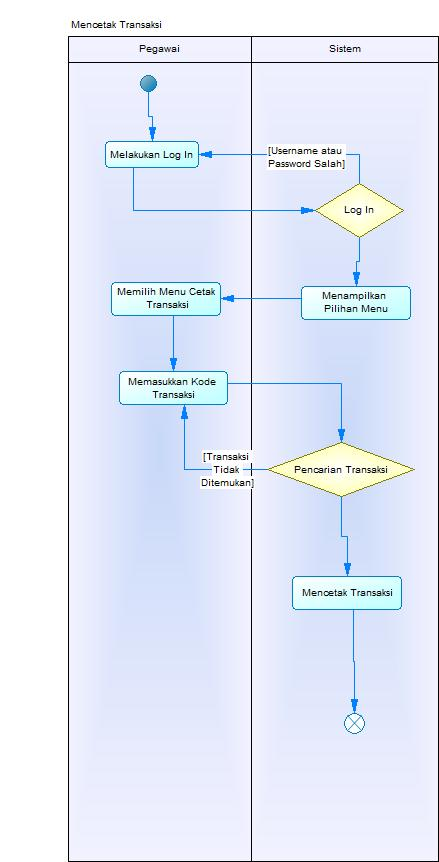 Mencetak Transaksi
Pegawai
Sistem
Melakukan Log In
[Username atau
Password Salah]
Log In
Memilih Menu Cetak
Transaksi
Menampilkan
Pilihan Menu
Memasukkan Kode
Transaksi
[Transaksi
Tidak
Ditemukan]
Pencarian Transaksi
Mencetak Transaksi